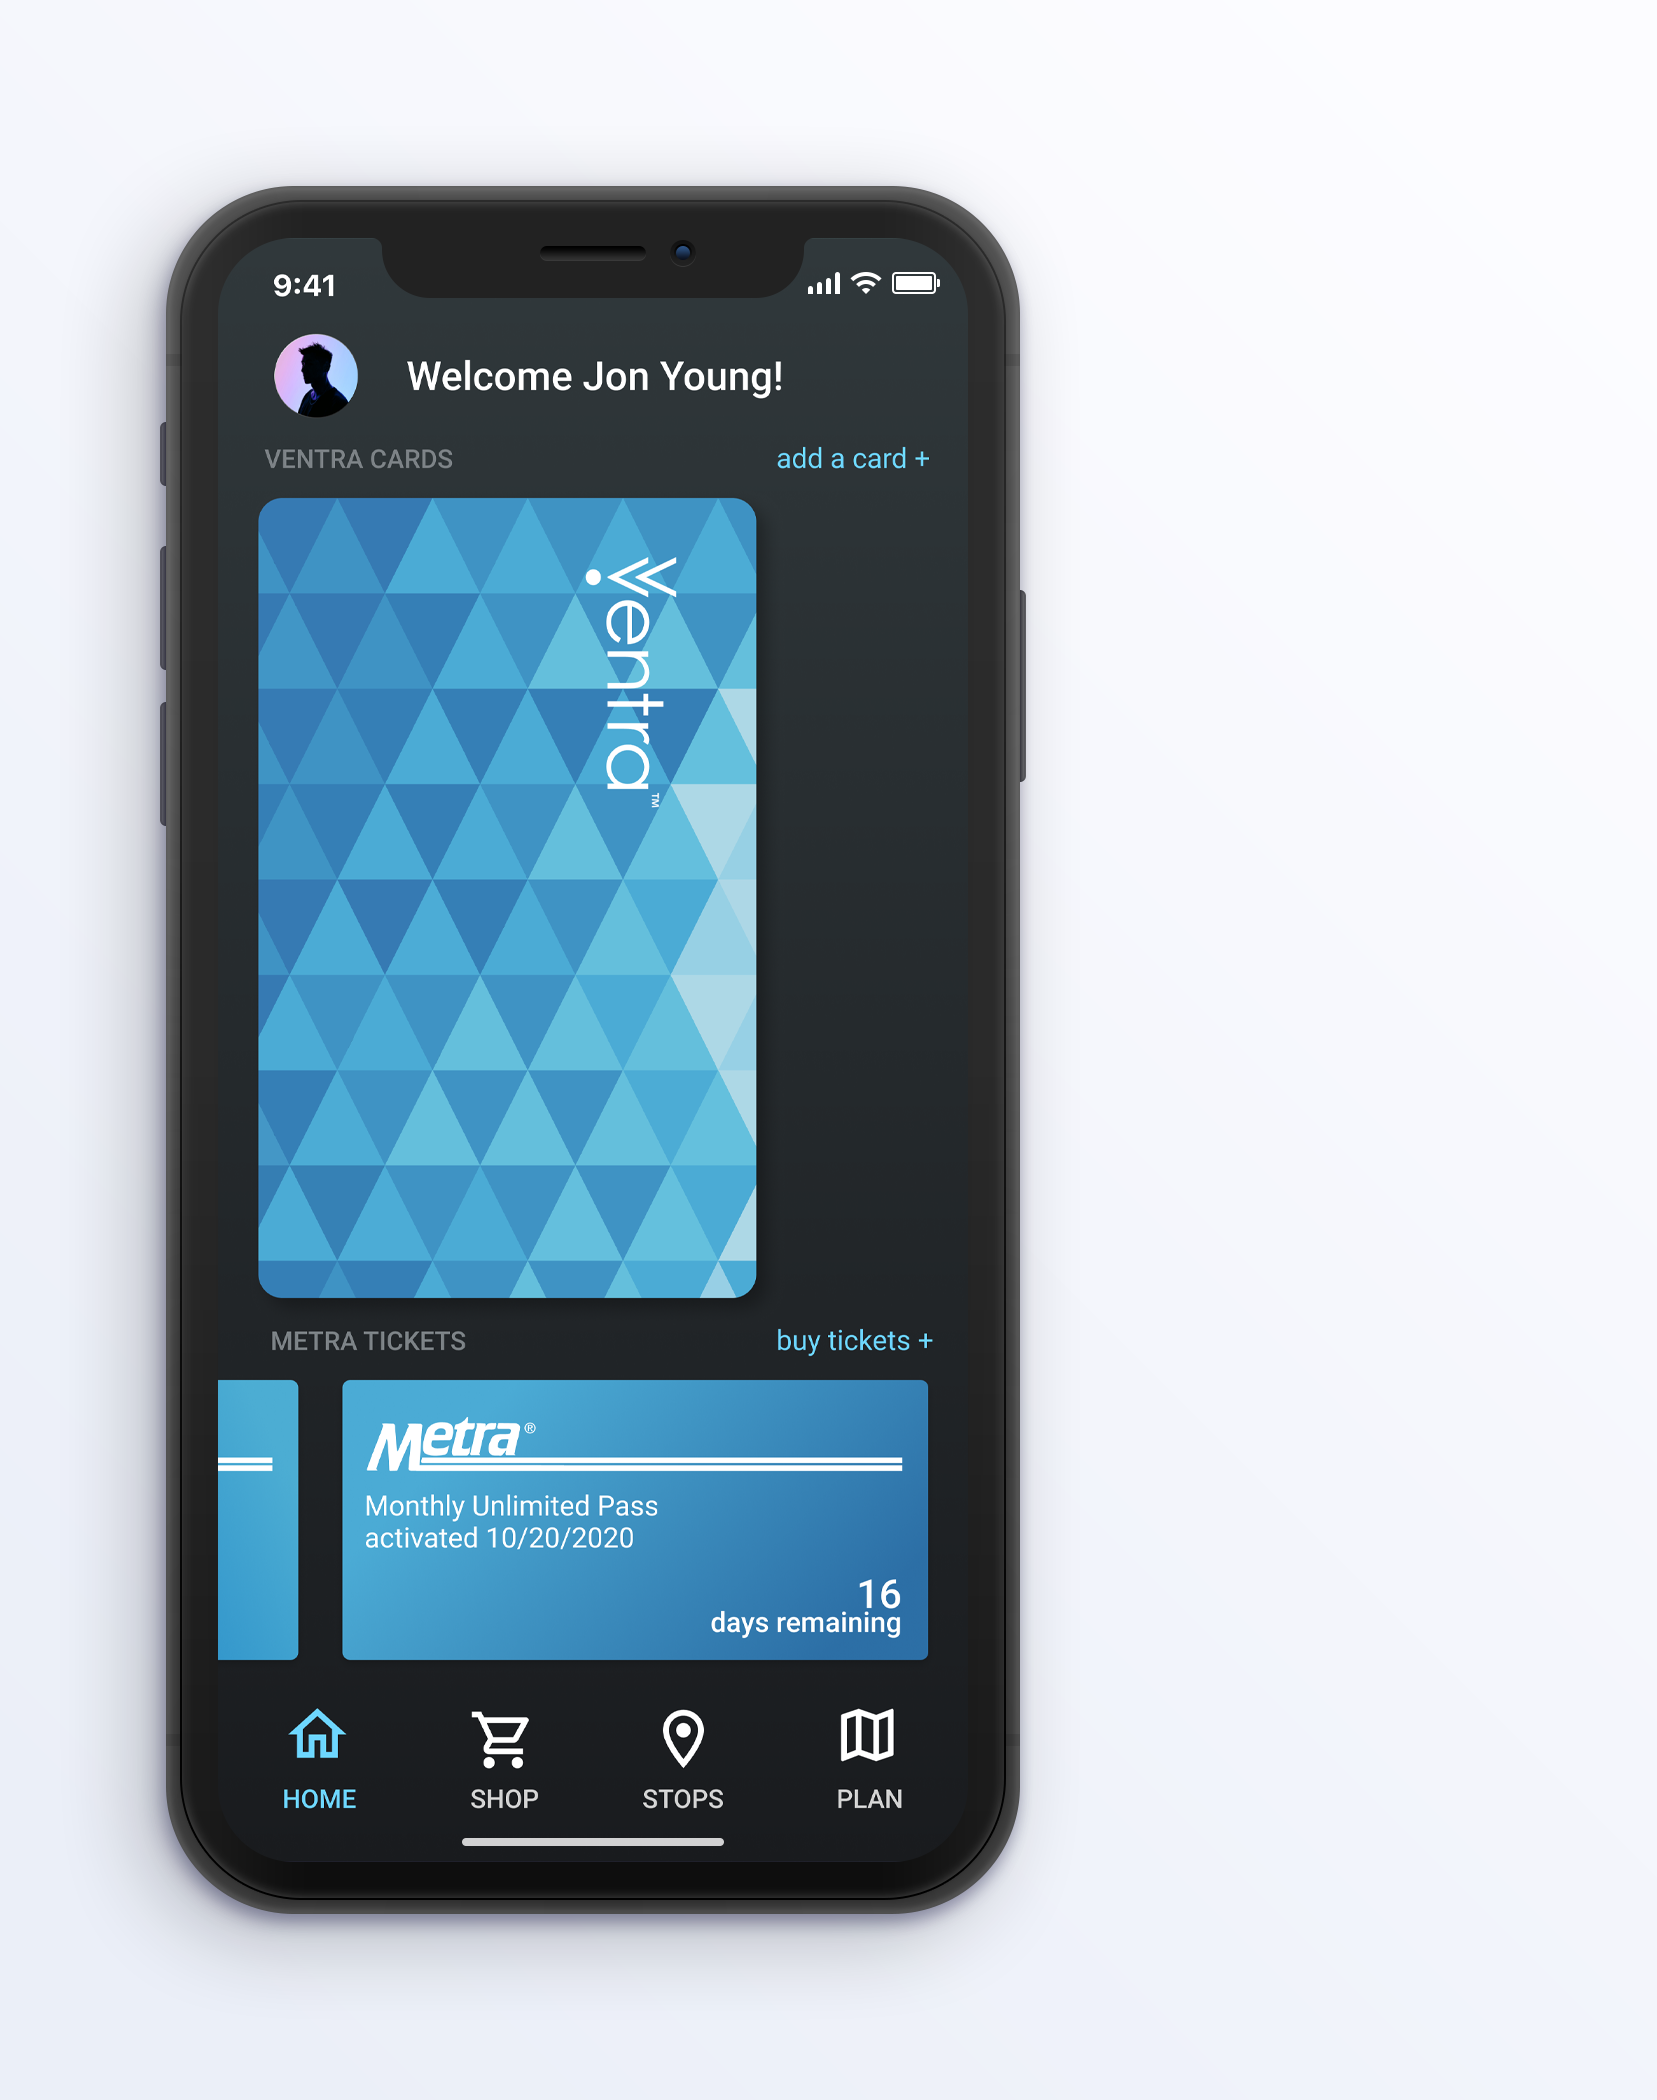 9:41
Welcome Jon Young!
VENTRA CARDS
add a card +
ventra™
METRA TICKETS
buy tickets +
Metra®
Monthly Unlimited Pass
activated 10/20/2020
16
days remaining
HOME
SHOP
STOPS
PLAN